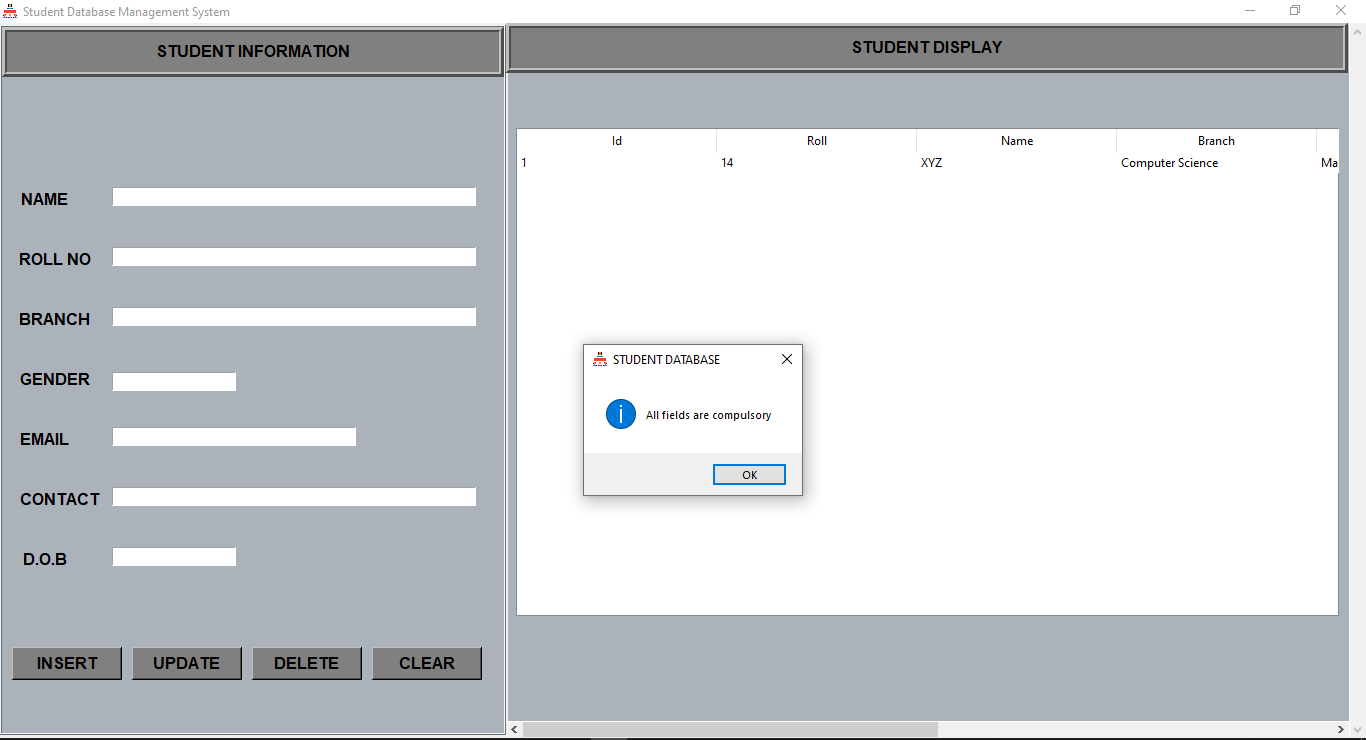 Student Database Management System
STUDENT INFORMATION
NAME
ROLL NO
BRANCH
GENDER
EMAIL
CONTACT
D.O.B
INSERT UPDATE DELETE CLEAR
STUDENT DISPLAY
Id Roll Name Branch
1 14 XYZ Computer Science Ma
STUDENT DATABASE
All fields are compulsory
OK